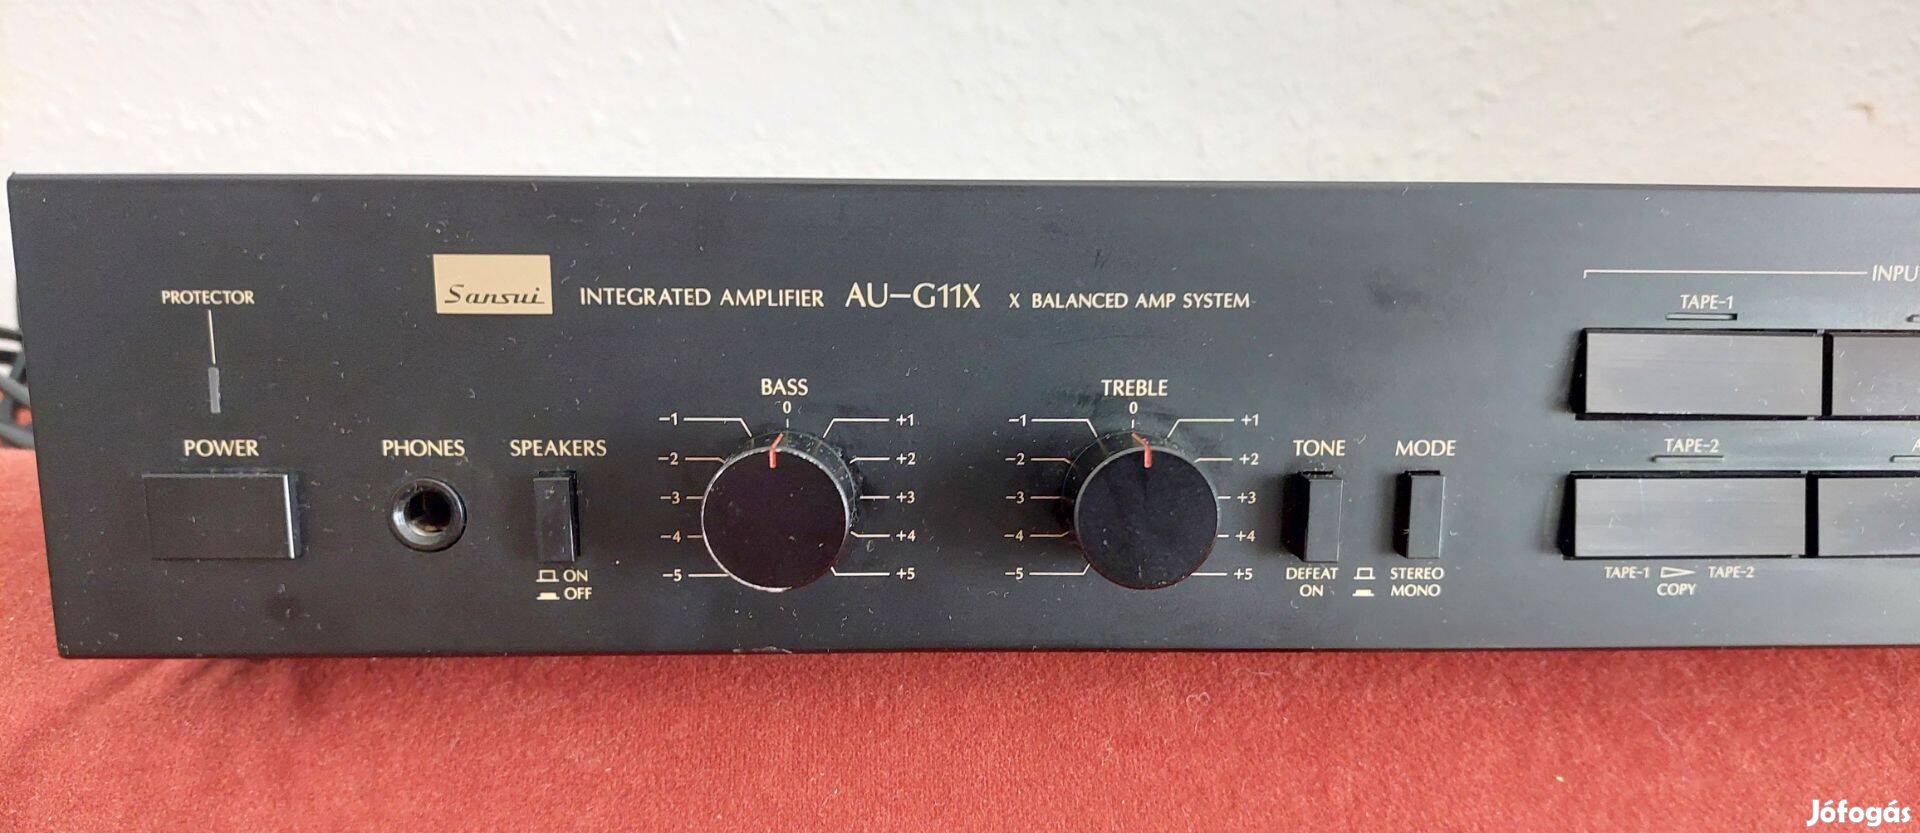 PROTECTOR
Sansui INTEGRATED AMPLIFIER AU-G11X X BALANCED AMP SYSTEM
POWER
PHONES
SPEAKERS
ON
OFF
BASS
0
-1 +1
-2 +2
-3 +3
-4 +4
-5 +5
TREBLE
0
-1 +1
-2 +2
-3 +3
-4 +4
-5 +5
TONE
DEFEAT
ON
MODE
STEREO
MONO
TAPE-1
TAPE-2
TAPE-1 TAPE-2
COPY
Jófogás